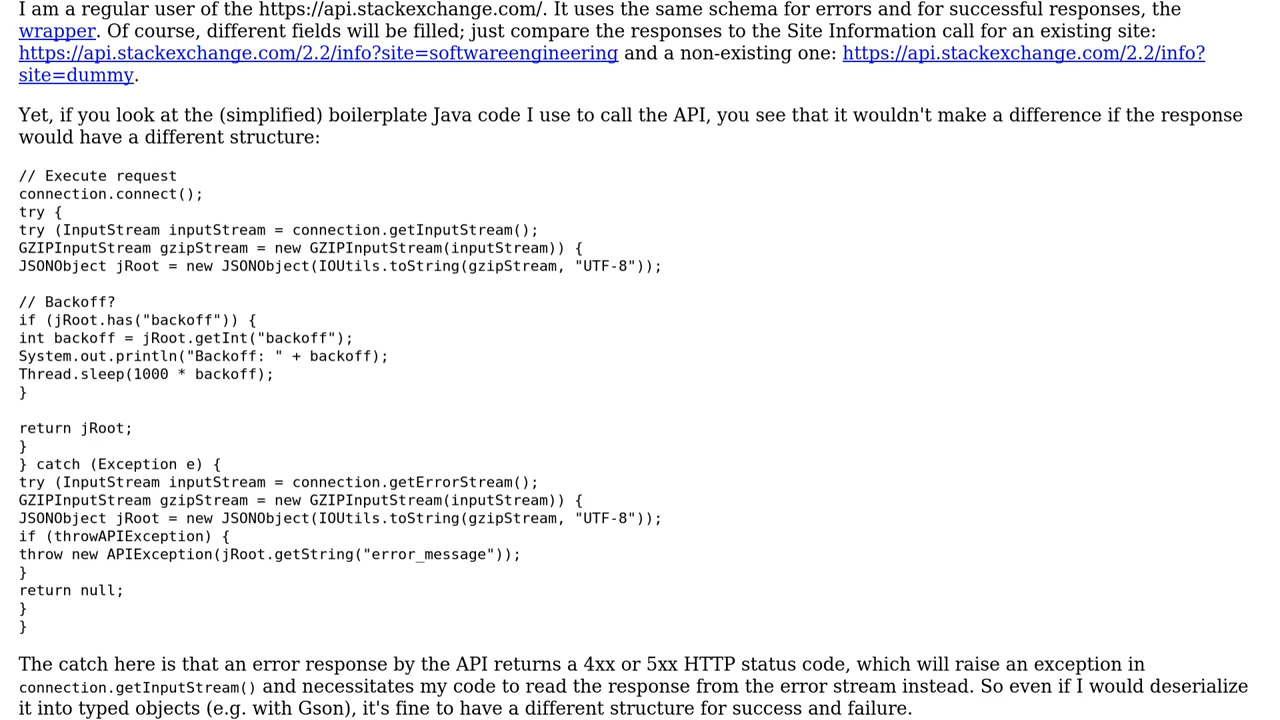 I am a regular user of the https://api.stackexchange.com/. It uses the same schema for errors and for successful responses, the
wrapper. Of course, different fields will be filled; just compare the responses to the Site Information call for an existing site:
https://api.stackexchange.com/2.2/info?site=softwareengineering and a non-existing one: https://api.stackexchange.com/2.2/info?
site=dummy.
Yet, if you look at the (simplified) boilerplate Java code I use to call the API, you see that it wouldn't make a difference if the response
would have a different structure:
// Execute request
connection.connect();
try {
try (InputStream inputStream = connection.getInputStream();
GZIPInputStream gzipStream = new GZIPInputStream(inputStream)) {
JSONObject jRoot = new JSONObject(IOUtils.toString(gzipStream, "UTF-8"));
// Backoff?
if (jRoot.has("backoff")) {
int backoff = jRoot.getInt("backoff");
System.out.println("Backoff: " + backoff);
Thread.sleep(1000 * backoff);
}
return jRoot;
}
} catch (Exception e) {
try (InputStream inputStream = connection.getErrorStream();
GZIPInputStream gzipStream = new GZIPInputStream(inputStream)) {
JSONObject jRoot = new JSONObject(IOUtils.toString(gzipStream, "UTF-8"));
if (throwAPIException) {
throw new APIException(jRoot.getString("error_message"));
}
return null;
}
}
The catch here is that an error response by the API returns a 4xx or 5xx HTTP status code, which will raise an exception in
connection.getInputStream() and necessitates my code to read the response from the error stream instead. So even if I would deserialize
it into typed objects (e.g. with Gson), it's fine to have a different structure for success and failure.